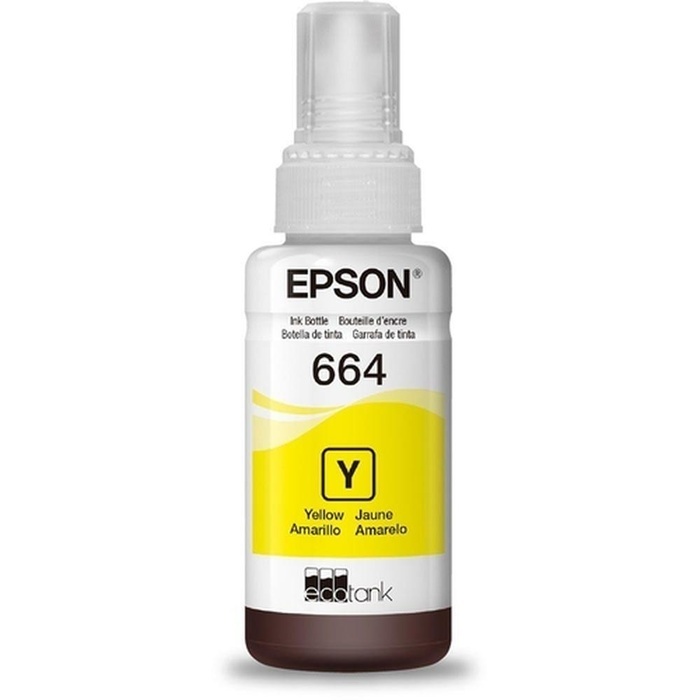 EPSON®
Ink Bottle Bouteille d'encre
Botella de tinta Garrafa de tinta
664
Y
Yellow Jaune
Amarillo Amarelo
ecotank